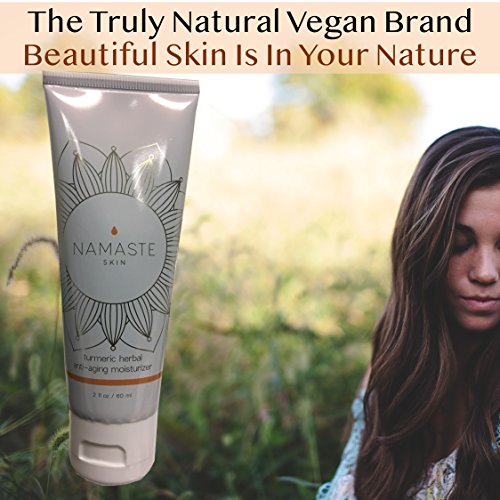 The Truly Natural Vegan Brand
Beautiful Skin Is In Your Nature
NAMASTE
SKIN
turmeric herbal
anti-aging moisturizer
2 fl oz / 60 ml